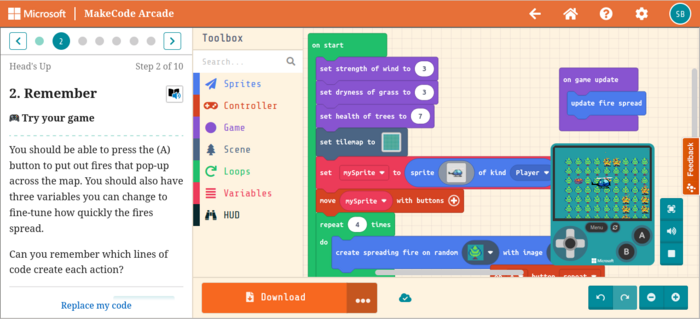 Microsoft | MakeCode Arcade
SB
2
Head's Up
Step 2 of 10
2. Remember
Try your game
You should be able to press the (A)
button to put out fires that pop-up
across the map. You should also have
three variables you can change to
fine-tune how quickly the fires
spread.
Can you remember which lines of
code create each action?
Replace my code
Toolbox
Search...
Sprites
Controller
Game
Scene
Loops
Variables
HUD
on start
set strength of wind to 3
set dryness of grass to 3
set health of trees to 7
set tilemap to
set mySprite to sprite of kind Player
move mySprite with buttons
repeat 4 times
do
create spreading fire on random with image
button repeat
on game update
update fire spread
Menu
A
B
Microsoft
Feedback
Download